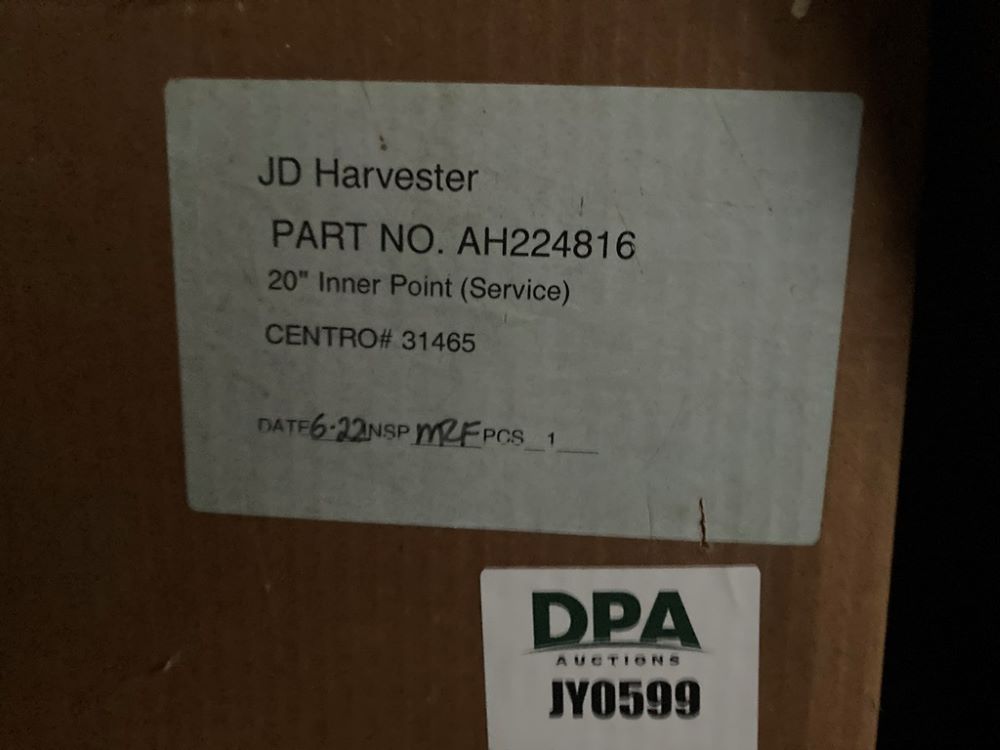 JD Harvester
PART NO. AH224816
20" Inner Point (Service)
CENTRO# 31465
DATE 6-22 INSP MRF PCS 1
DPA
AUCTIONS
JY0599